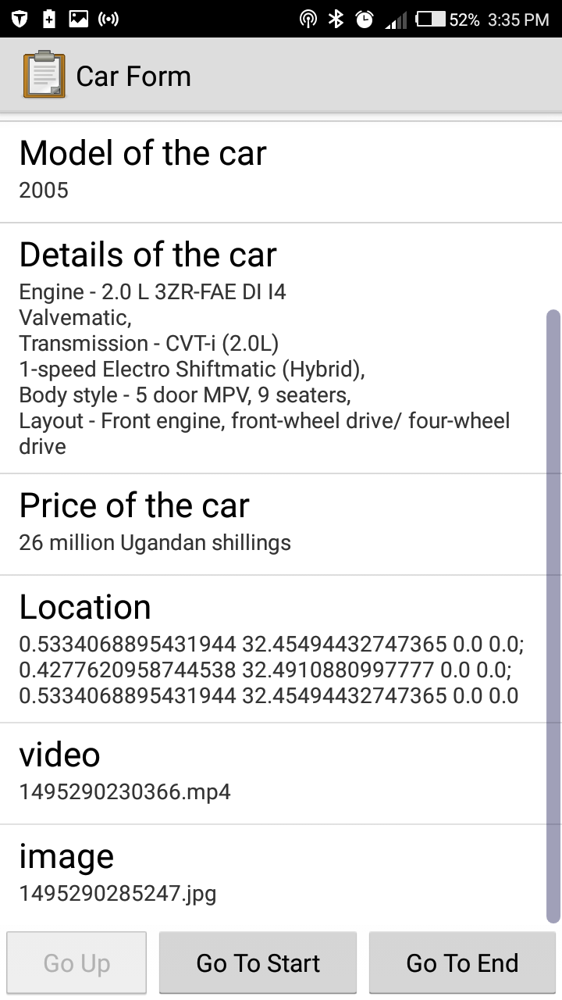 52% 3:35 PM
Car Form
Model of the car
2005
Details of the car
Engine - 2.0 L 3ZR-FAE DI I4
Valvematic,
Transmission - CVT-i (2.0L)
1-speed Electro Shiftmatic (Hybrid),
Body style - 5 door MPV, 9 seaters,
Layout - Front engine, front-wheel drive/ four-wheel
drive
Price of the car
26 million Ugandan shillings
Location
0.5334068895431944 32.45494432747365 0.0 0.0;
0.4277620958744538 32.4910880997777 0.0 0.0;
0.5334068895431944 32.45494432747365 0.0 0.0
video
1495290230366.mp4
image
1495290285247.jpg
Go Up Go To Start Go To End